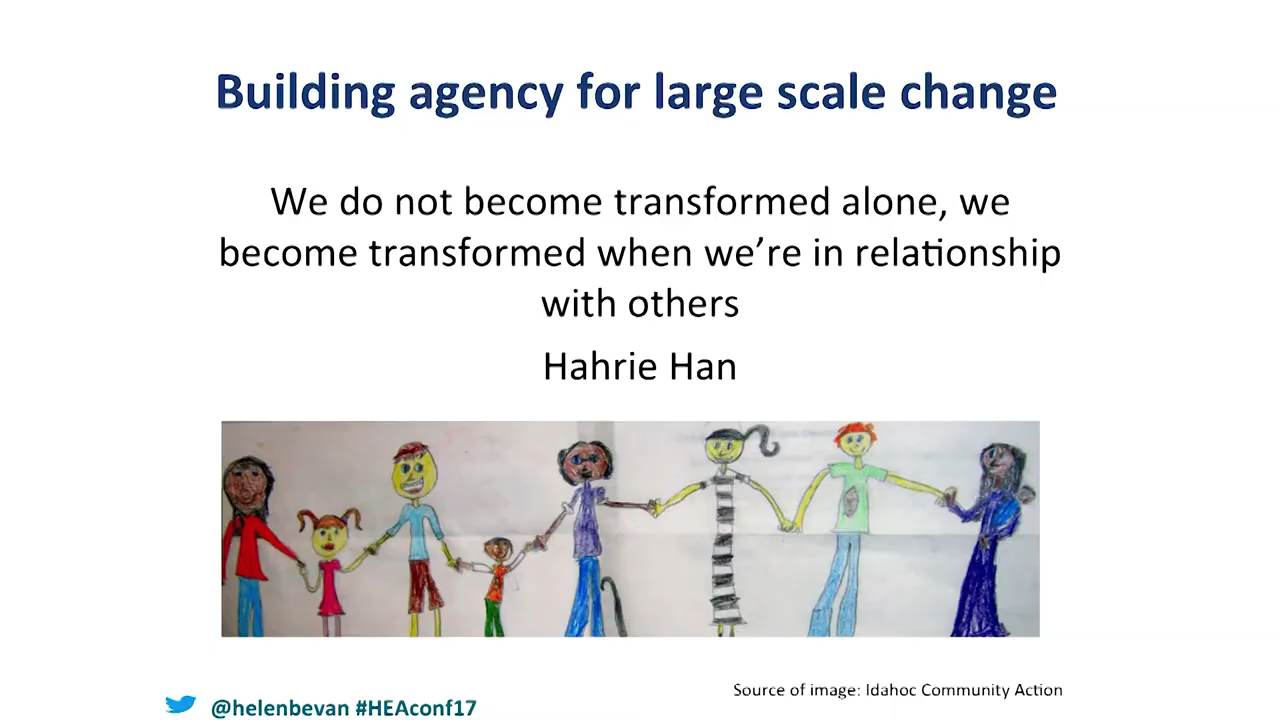 Building agency for large scale change
We do not become transformed alone, we
become transformed when we’re in relationship
with others
Hahrie Han
Source of image: Idahoc Community Action
@helenbevan #HEAconf17